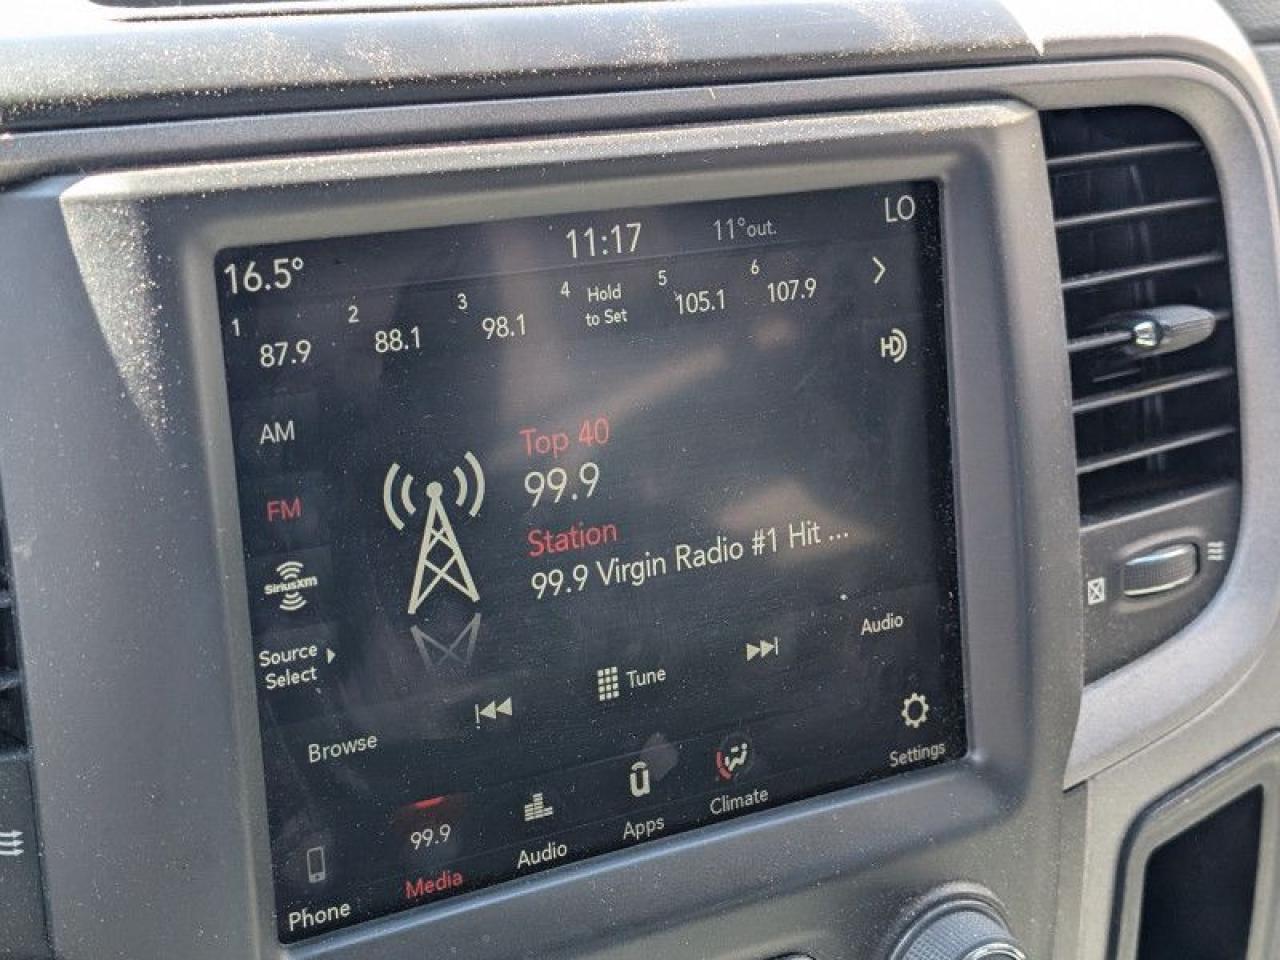 16.5° 11:17 11°out. LO
1 87.9 2 88.1 3 98.1 4 Hold to Set 5 105.1 6 107.9
HD
AM
FM
SiriusXM
Source
Select
Browse
Top 40
99.9
Station
99.9 Virgin Radio #1 Hit ...
Tune
Audio
Settings
Phone
99.9
Media
Audio
Apps
Climate